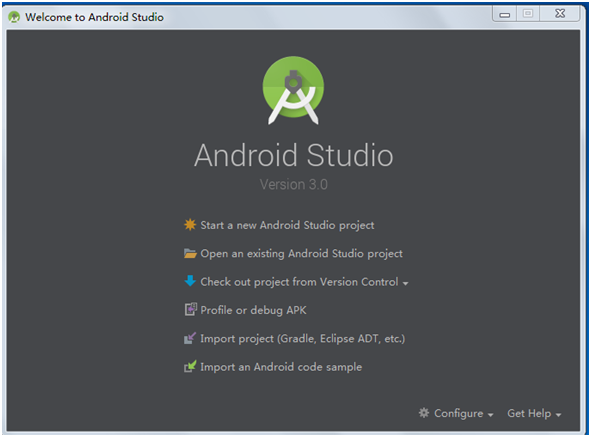 Welcome to Android Studio
Android Studio
Version 3.0
Start a new Android Studio project
Open an existing Android Studio project
Check out project from Version Control
Profile or debug APK
Import project (Gradle, Eclipse ADT, etc.)
Import an Android code sample
Configure Get Help